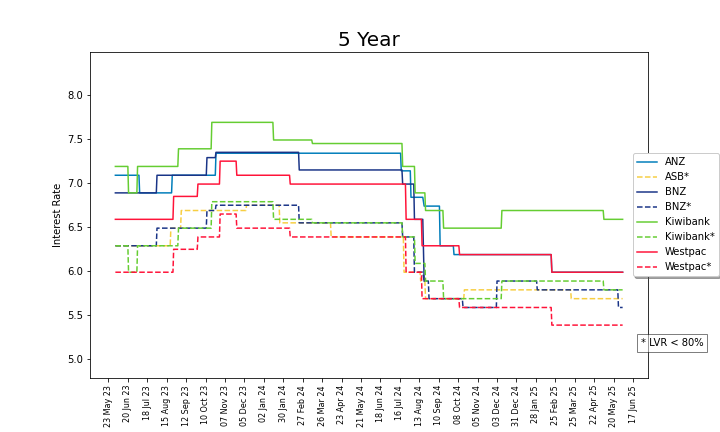 5 Year
Interest Rate
8.0
7.5
7.0
6.5
6.0
5.5
5.0
ANZ
ASB*
BNZ
BNZ*
Kiwibank
Kiwibank*
Westpac
Westpac*
* LVR < 80%
23 May 23
20 Jun 23
18 Jul 23
15 Aug 23
12 Sep 23
10 Oct 23
07 Nov 23
05 Dec 23
02 Jan 24
30 Jan 24
27 Feb 24
26 Mar 24
23 Apr 24
21 May 24
18 Jun 24
16 Jul 24
13 Aug 24
10 Sep 24
08 Oct 24
05 Nov 24
03 Dec 24
31 Dec 24
28 Jan 25
25 Feb 25
25 Mar 25
22 Apr 25
20 May 25
17 Jun 25